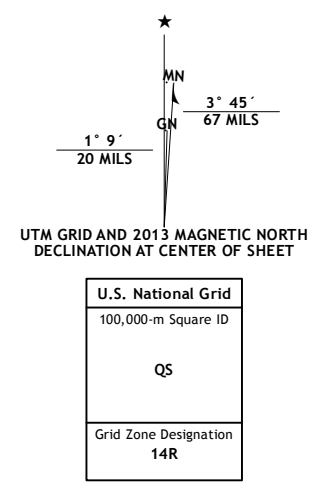 ★
MN
GN
3° 45´
67 MILS
1° 9´
20 MILS
UTM GRID AND 2013 MAGNETIC NORTH
DECLINATION AT CENTER OF SHEET
U.S. National Grid
100,000-m Square ID
QS
Grid Zone Designation
14R